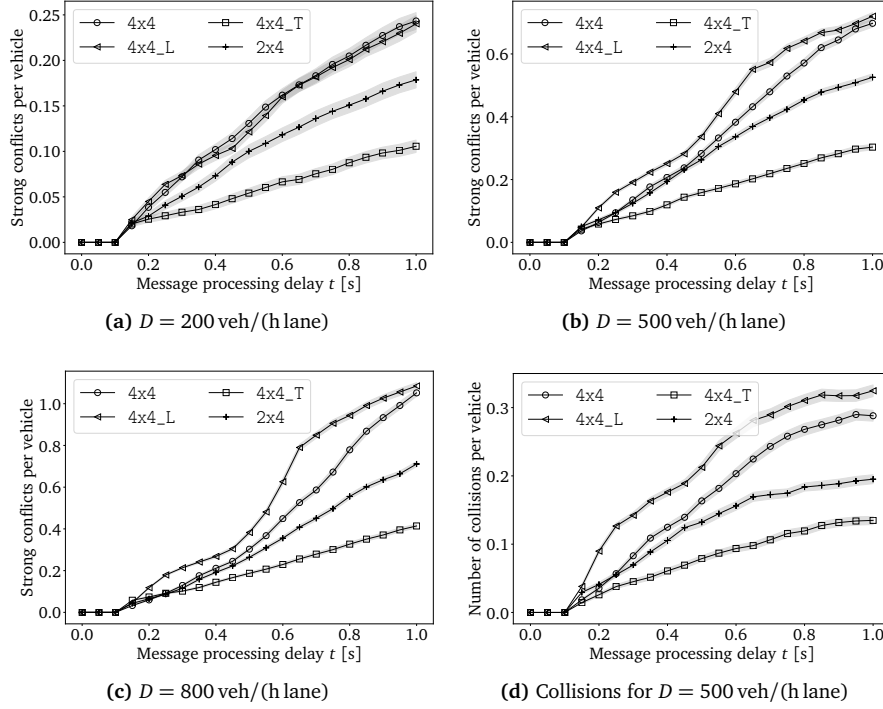 4x4
4x4_T
4x4_L
2x4
0.25
0.20
0.15
0.10
0.05
0.00
Strong conflicts per vehicle
0.0 0.2 0.4 0.6 0.8 1.0
Message processing delay t [s]
(a) D = 200 veh/(h lane)
4x4
4x4_T
4x4_L
2x4
0.6
0.4
0.2
0.0
Strong conflicts per vehicle
0.0 0.2 0.4 0.6 0.8 1.0
Message processing delay t [s]
(b) D = 500 veh/(h lane)
4x4
4x4_T
4x4_L
2x4
1.0
0.8
0.6
0.4
0.2
0.0
Strong conflicts per vehicle
0.0 0.2 0.4 0.6 0.8 1.0
Message processing delay t [s]
(c) D = 800 veh/(h lane)
4x4
4x4_T
4x4_L
2x4
0.3
0.2
0.1
0.0
Number of collisions per vehicle
0.0 0.2 0.4 0.6 0.8 1.0
Message processing delay t [s]
(d) Collisions for D = 500 veh/(h lane)